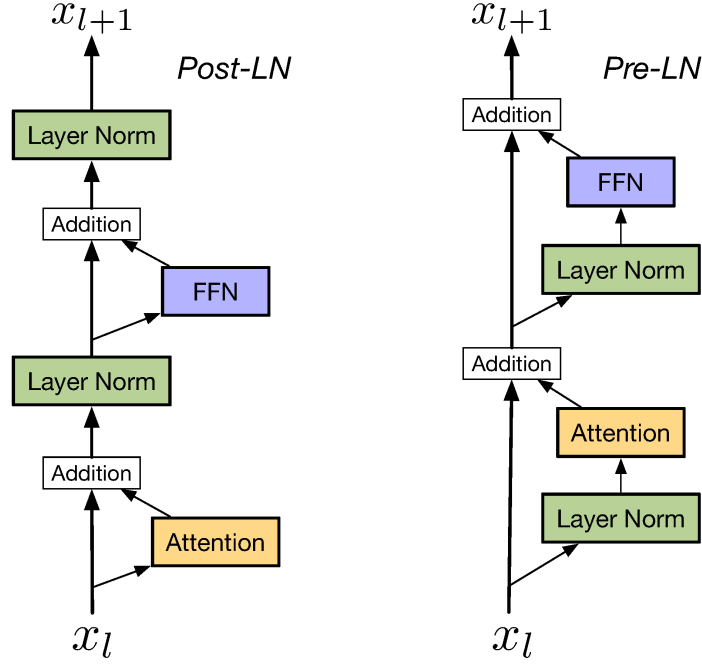 x_{l+1}
Post-LN
Layer Norm
Addition
FFN
Layer Norm
Addition
Attention
x_l
x_{l+1}
Pre-LN
Addition
FFN
Layer Norm
Addition
Attention
Layer Norm
x_l